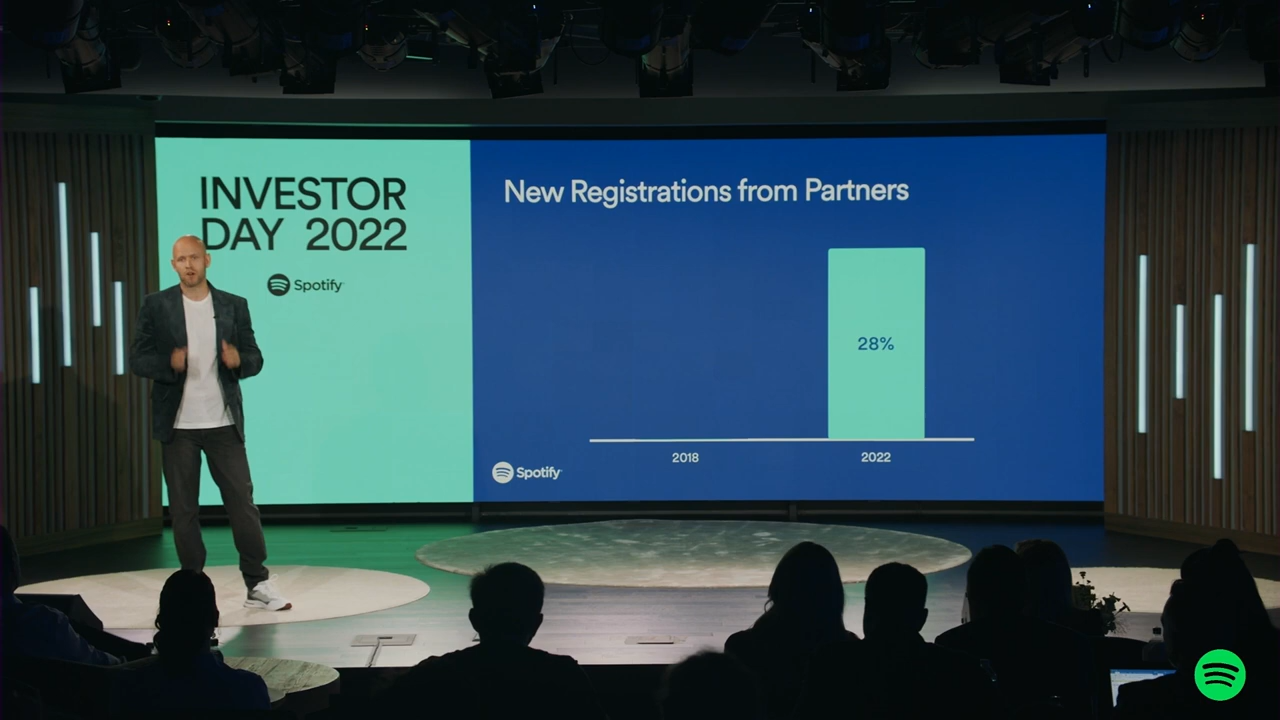 INVESTOR
DAY 2022
Spotify
New Registrations from Partners
28%
2018
2022
Spotify